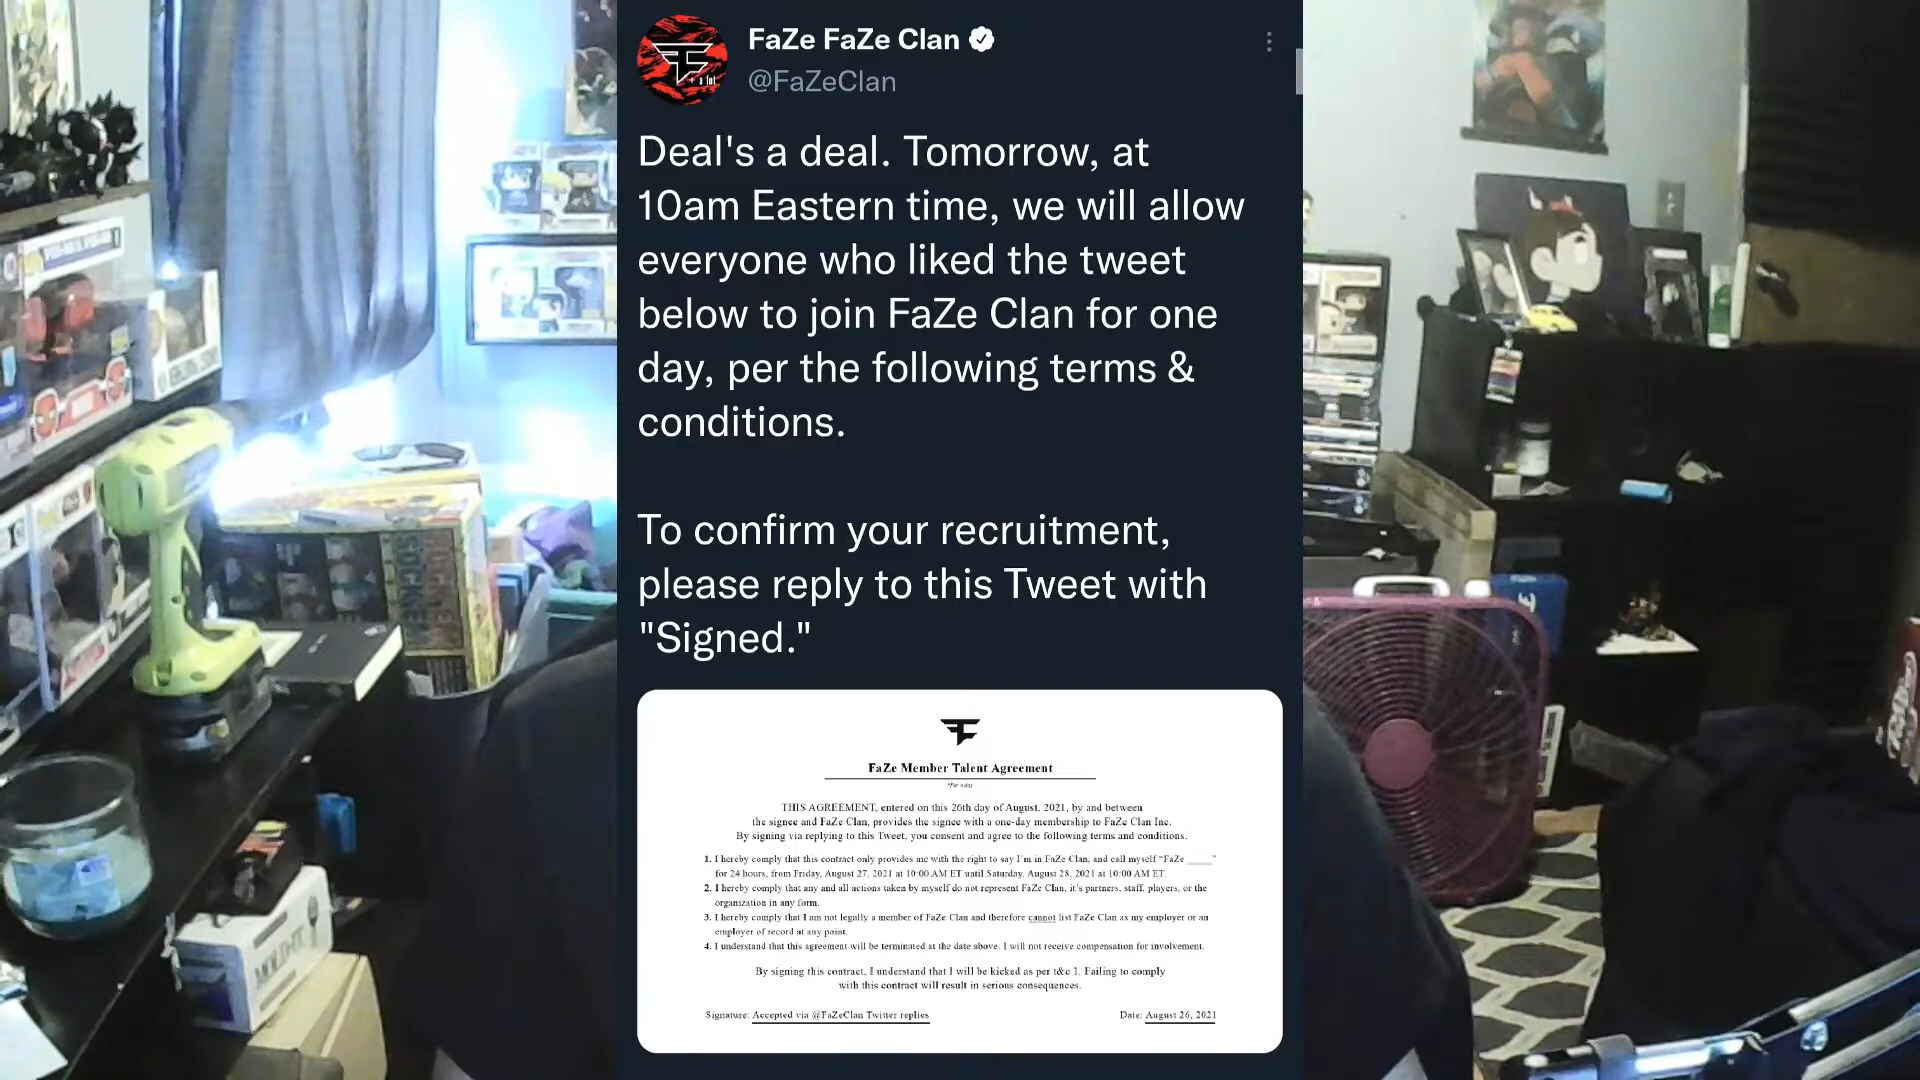 FaZe FaZe Clan
@FaZeClan
Deal's a deal. Tomorrow, at
10am Eastern time, we will allow
everyone who liked the tweet
below to join FaZe Clan for one
day, per the following terms &
conditions.
To confirm your recruitment,
please reply to this Tweet with
"Signed."
FaZe Member Talent Agreement
*For a day
THIS AGREEMENT, entered on this 26th day of August, 2021, by and between
the signee and FaZe Clan, provides the signee with a one-day membership to FaZe Clan Inc.
By signing via replying to this Tweet, you consent and agree to the following terms and conditions.
1. I hereby comply that this contract only provides me with the right to say I'm in FaZe Clan, and call myself "FaZe ____"
for 24 hours, from Friday, August 27, 2021 at 10:00 AM ET until Saturday, August 28, 2021 at 10:00 AM ET.
2. I hereby comply that any and all actions taken by myself do not represent FaZe Clan, it's partners, staff, players, or the
organization in any form.
3. I hereby comply that I am not legally a member of FaZe Clan and therefore cannot list FaZe Clan as my employer or an
employer of record at any point.
4. I understand that this agreement will be terminated at the date above. I will not receive compensation for involvement.
By signing this contract, I understand that I will be kicked as per t&c 1. Failing to comply
with this contract will result in serious consequences.
Signature: Accepted via @FaZeClan Twitter replies
Date: August 26, 2021